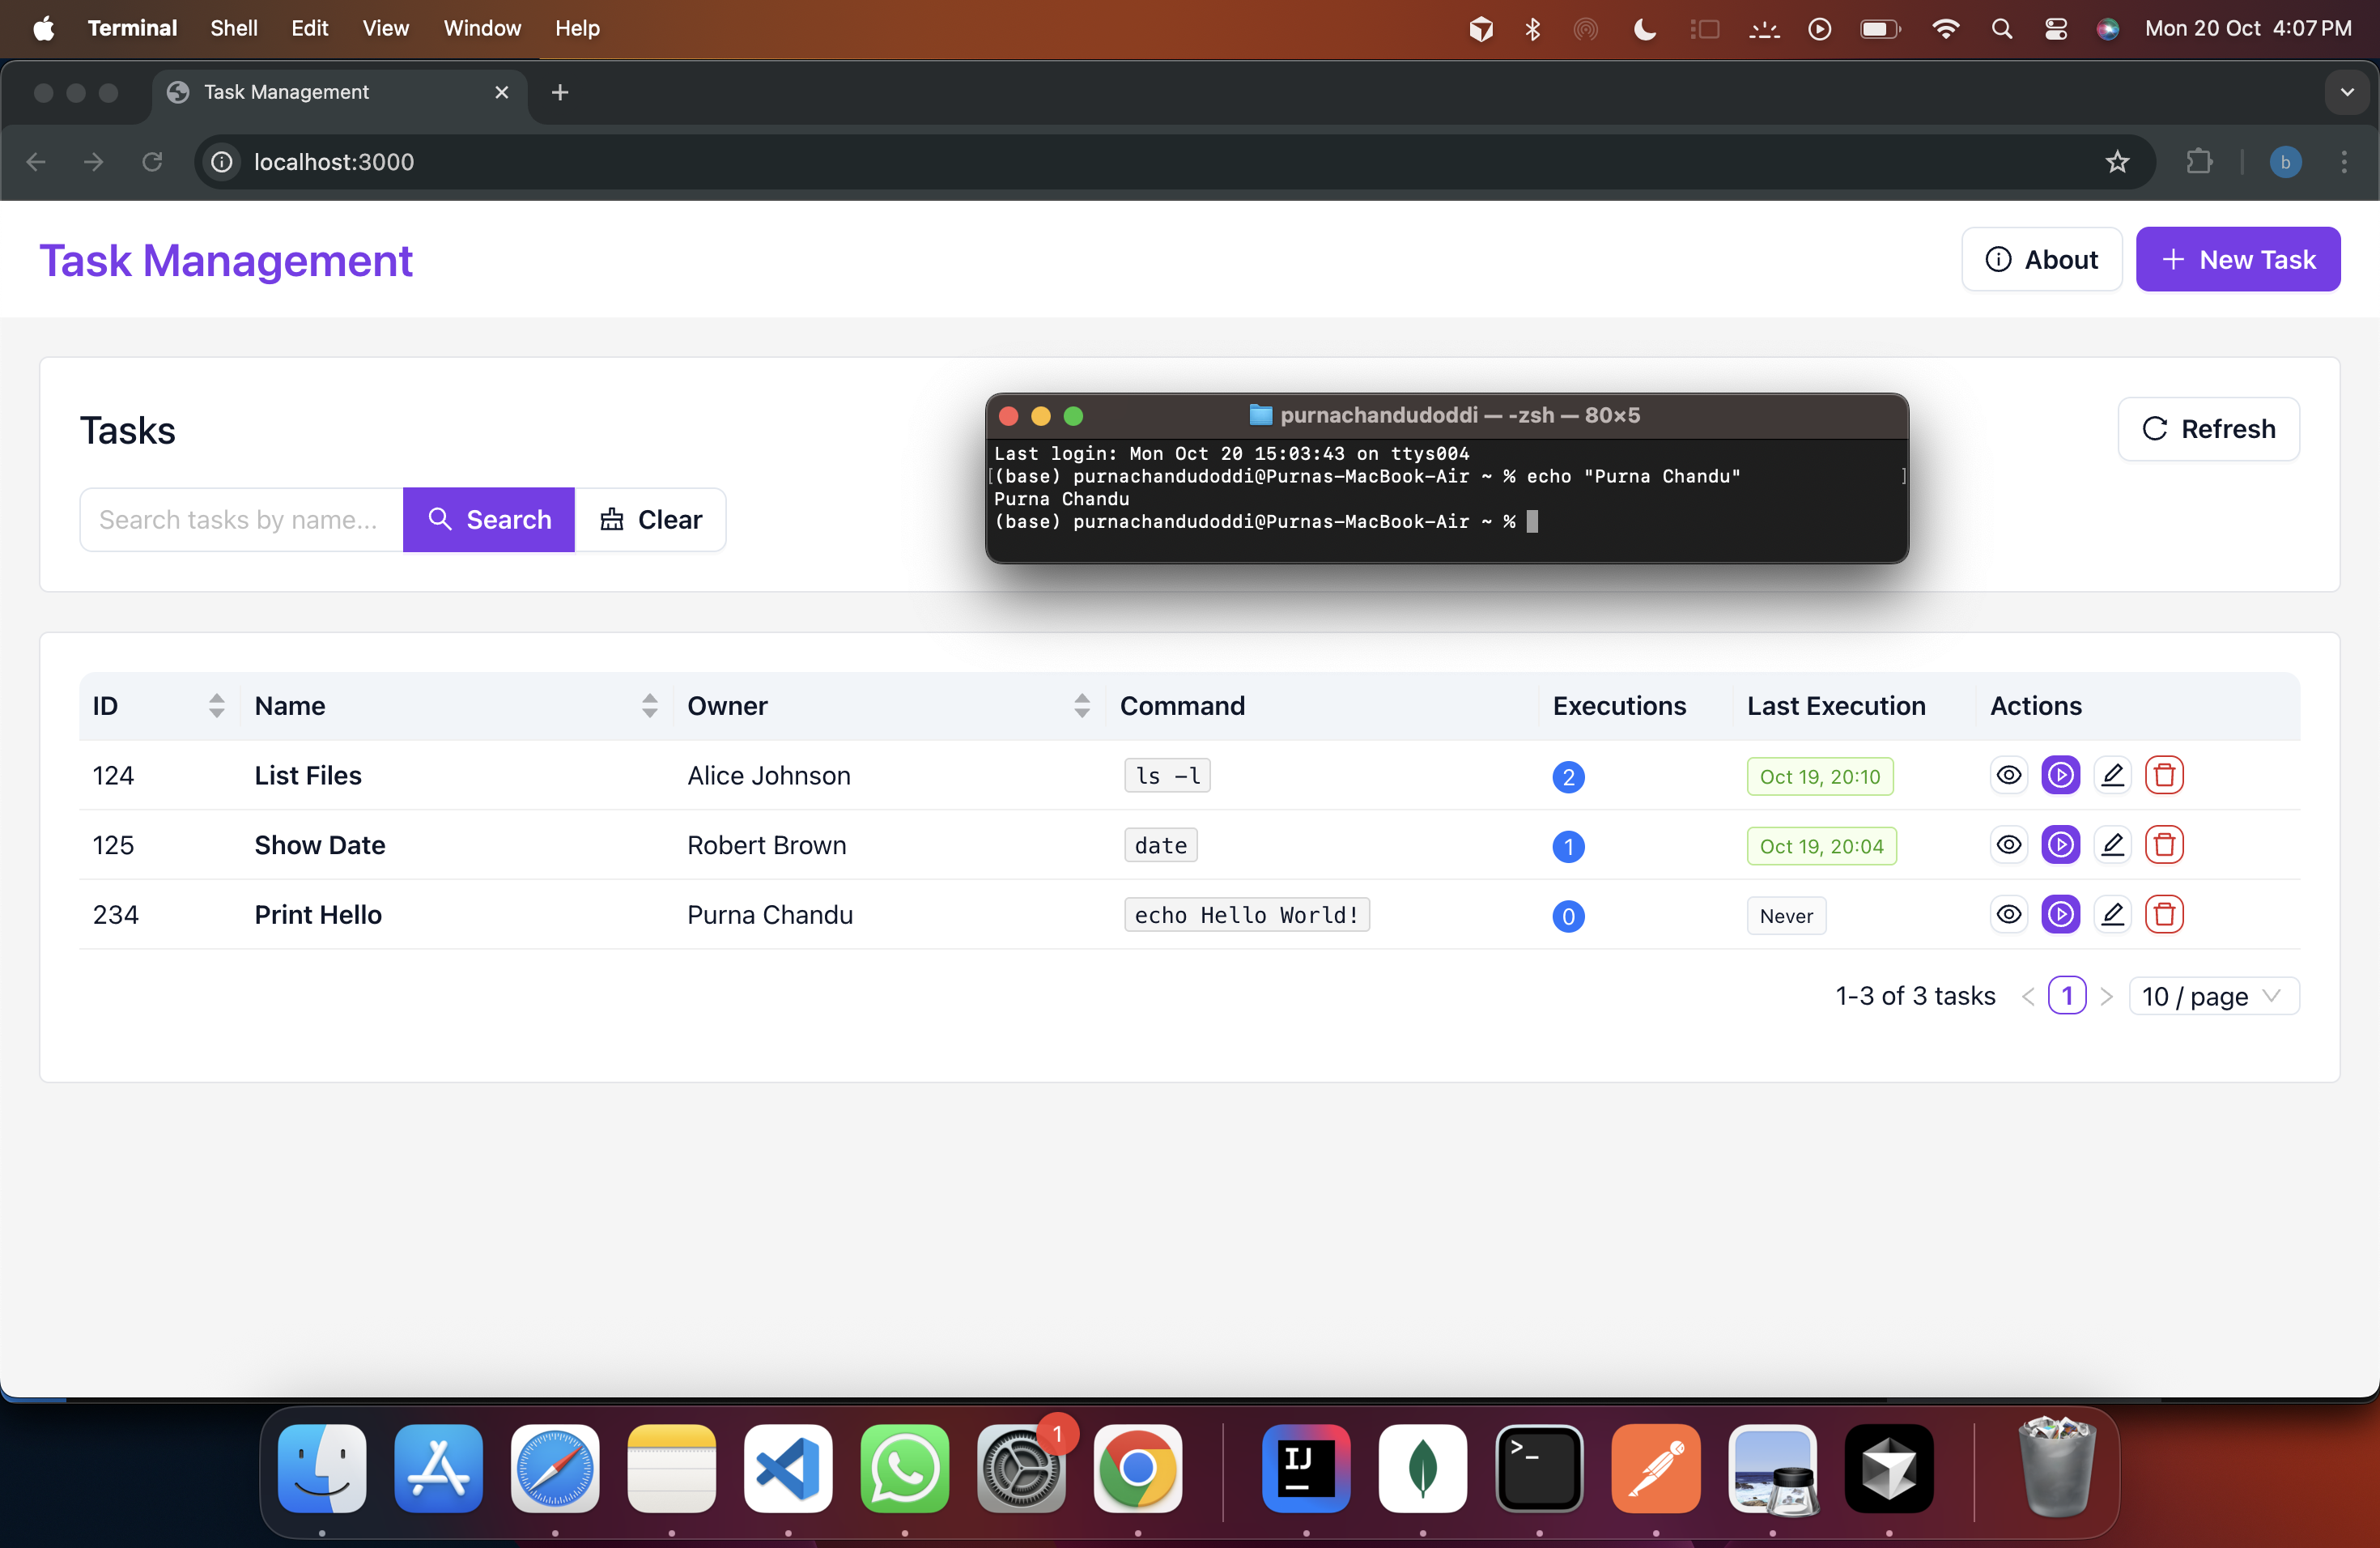 Terminal Shell Edit View Window Help Mon 20 Oct 4:07 PM
Task Management
localhost:3000 b
Task Management About New Task
Tasks Refresh
Search tasks by name... Search Clear
purnachandudoddi — -zsh — 80×5
Last login: Mon Oct 20 15:03:43 on ttys004
[(base) purnachandudoddi@Purnas-MacBook-Air ~ % echo "Purna Chandu" ]
Purna Chandu
(base) purnachandudoddi@Purnas-MacBook-Air ~ %
ID Name Owner Command Executions Last Execution Actions
124 List Files Alice Johnson ls -l 2 Oct 19, 20:10
125 Show Date Robert Brown date 1 Oct 19, 20:04
234 Print Hello Purna Chandu echo Hello World! 0 Never
1-3 of 3 tasks < 1 > 10 / page
1
IJ
>_